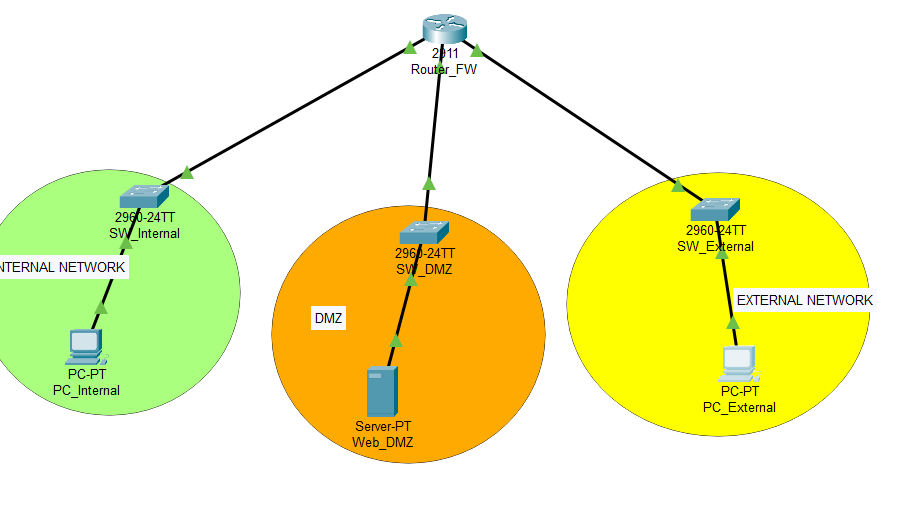 2911
Router_FW
2960-24TT
SW_Internal
NTERNAL NETWORK
PC-PT
PC_Internal
2960-24TT
SW_DMZ
DMZ
Server-PT
Web_DMZ
2960-24TT
SW_External
EXTERNAL NETWORK
PC-PT
PC_External